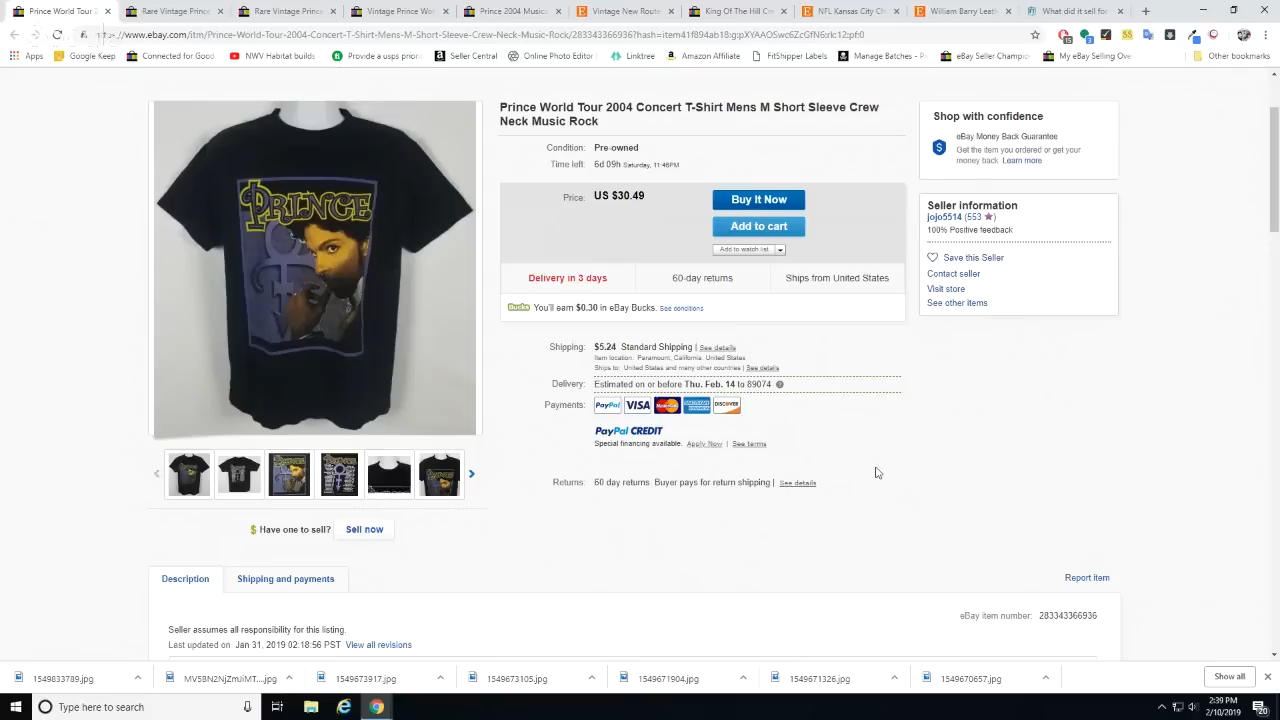 Prince World Tour 2
Rare Vintage Prince
Rare Vintage Prince
Vintage Prince Wor
Prince 2004 Music
Vintage New Route
King Of The Hill Cre
NFL Kansas City Ch
William Barry Leath
What did it sell for
www.ebay.com/itm/Prince-World-Tour-2004-Concert-T-Shirt-Mens-M-Short-Sleeve-Crew-Neck-Music-Rock/283343366936?
Apps
Google Keep
Connected for Good
NWV Habitat builds
Provide a usps prior
Seller Central
Online Photo Editor
Linktree
Amazon Affiliate
FitShipper Labels
Manage Batches - P
eBay Seller Champi
My eBay Selling Ove
Other bookmarks
PRINCE
Prince World Tour 2004 Concert T-Shirt Mens M Short Sleeve Crew
Neck Music Rock
Condition: Pre-owned
Time left: 6d 09h Saturday, 11:46PM
Price: US $30.49
Buy It Now
Add to cart
Add to watch list
Delivery in 3 days
60-day returns
Ships from United States
Bucks You'll earn $0.30 in eBay Bucks. See conditions
Shipping: $5.24 Standard Shipping | See details
Item location: Paramount, California, United States
Ships to: United States and many other countries | See details
Delivery: Estimated on or before Thu. Feb. 14 to 89074
Payments: PayPal VISA MasterCard DISCOVER
PayPal CREDIT
Special financing available. Apply Now | See terms
Returns: 60 day returns. Buyer pays for return shipping | See details
Shop with confidence
eBay Money Back Guarantee
Get the item you ordered or get your
money back. Learn more
Seller information
jojo5514 (553 ★)
100% Positive feedback
Save this Seller
Contact seller
Visit store
See other items
$ Have one to sell? Sell now
Description
Shipping and payments
Report item
eBay item number: 283343366936
Seller assumes all responsibility for this listing.
Last updated on Jan 31, 2019 02:18:56 PST View all revisions
1549833789.jpg
1549673917.jpg
1549673105.jpg
1549671904.jpg
1549671326.jpg
1549670657.jpg
Show all
Type here to search
2:39 PM
2/10/2019
20